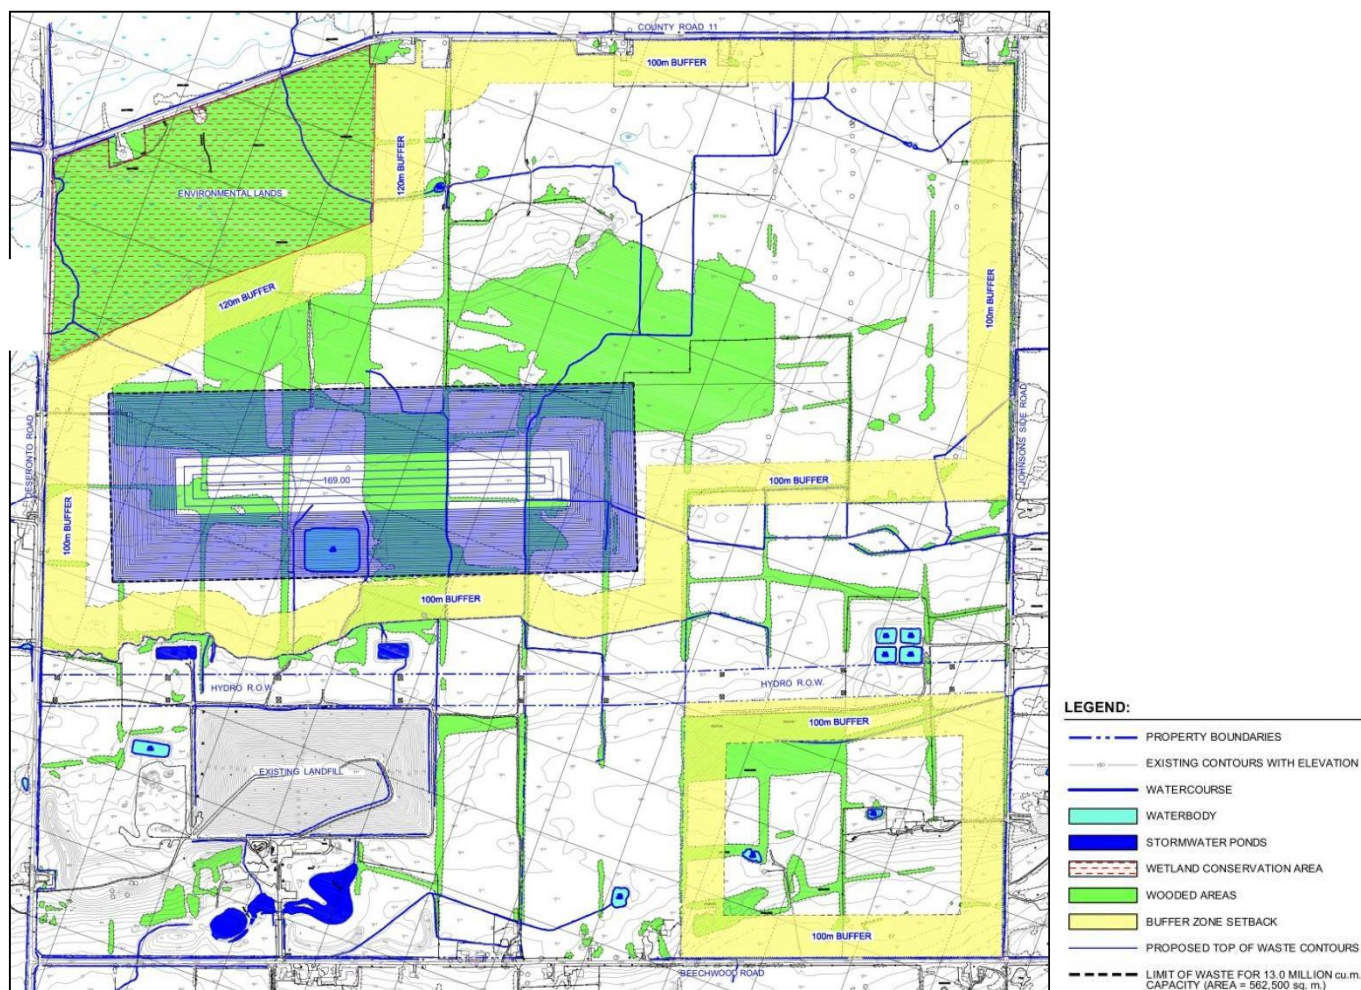 COUNTY ROAD 11
100m BUFFER
120m BUFFER
ENVIRONMENTAL LANDS
120m BUFFER
100m BUFFER
DESERONTO ROAD
JOHNSONS SIDE ROAD
169.00
100m BUFFER
100m BUFFER
100m BUFFER
HYDRO R.O.W.
HYDRO R.O.W.
100m BUFFER
EXISTING LANDFILL
100m BUFFER
BEECHWOOD ROAD
LEGEND:
PROPERTY BOUNDARIES
EXISTING CONTOURS WITH ELEVATION
WATERCOURSE
WATERBODY
STORMWATER PONDS
WETLAND CONSERVATION AREA
WOODED AREAS
BUFFER ZONE SETBACK
PROPOSED TOP OF WASTE CONTOURS
LIMIT OF WASTE FOR 13.0 MILLION cu.m.
CAPACITY (AREA = 562,500 sq. m.)